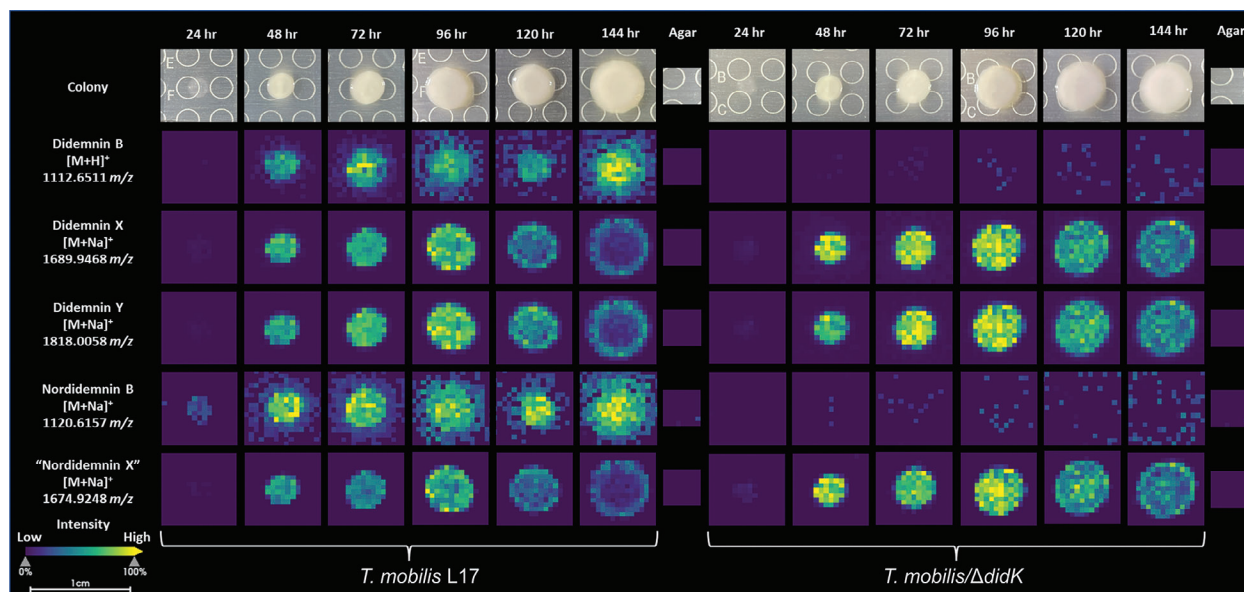 24 hr 48 hr 72 hr 96 hr 120 hr 144 hr Agar 24 hr 48 hr 72 hr 96 hr 120 hr 144 hr Agar
Colony
E
F
B
C
B
C
Didemnin B
[M+H]⁺
1112.6511 m/z
Didemnin X
[M+Na]⁺
1689.9468 m/z
Didemnin Y
[M+Na]⁺
1818.0058 m/z
Nordidemnin B
[M+Na]⁺
1120.6157 m/z
“Nordidemnin X”
[M+Na]⁺
1674.9248 m/z
Intensity
Low High
0% 100%
1cm
T. mobilis L17 T. mobilis/ΔdidK